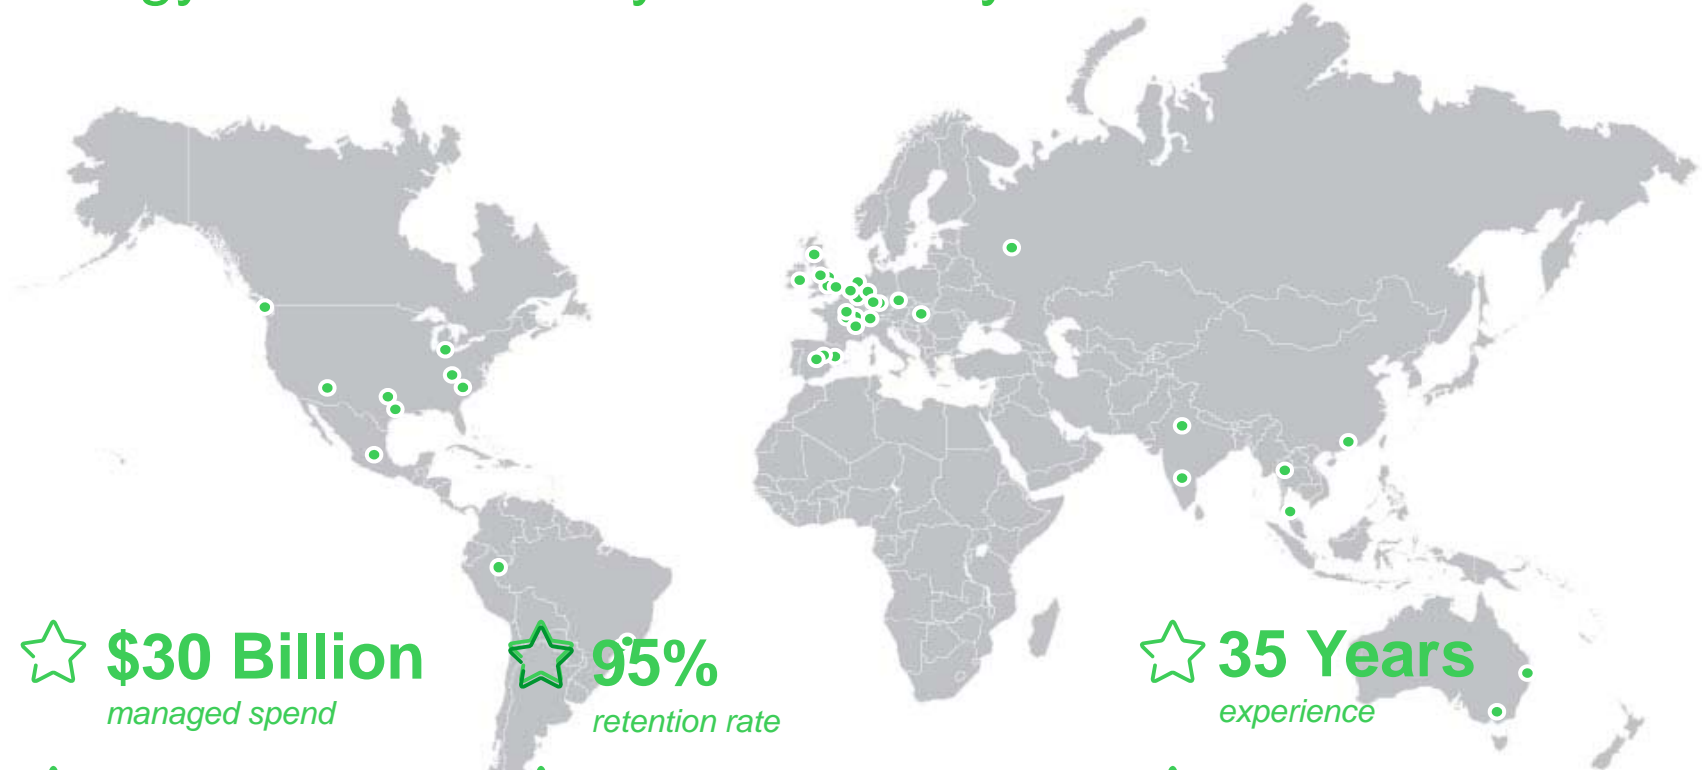 $30 Billion
managed spend
95%
retention rate
35 Years
experience